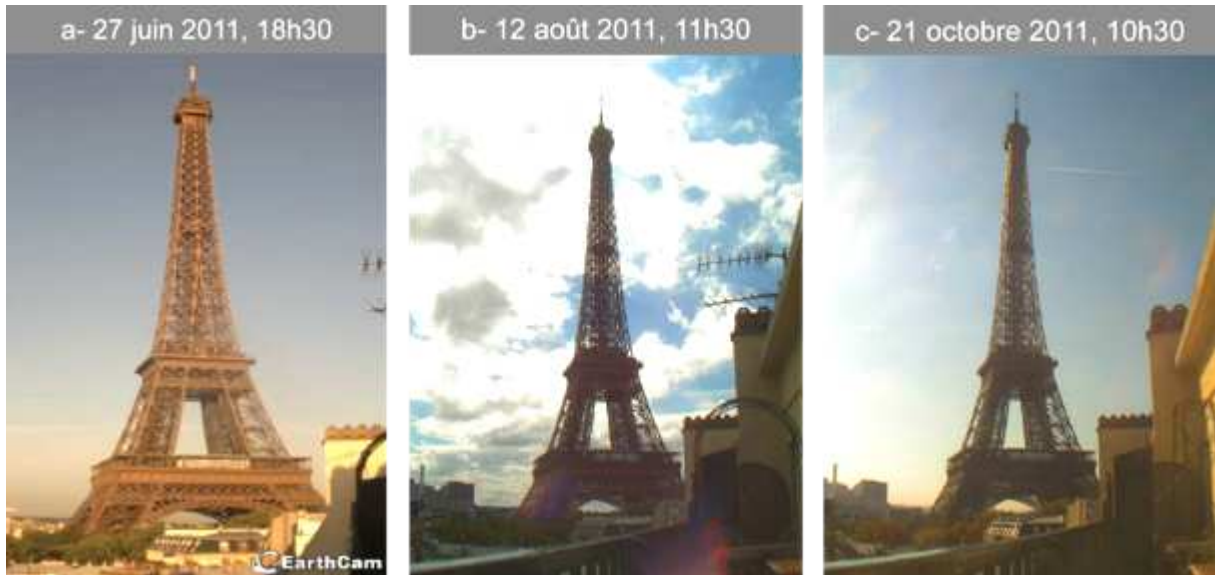 a- 27 juin 2011, 18h30
b- 12 août 2011, 11h30
c- 21 octobre 2011, 10h30
EarthCam